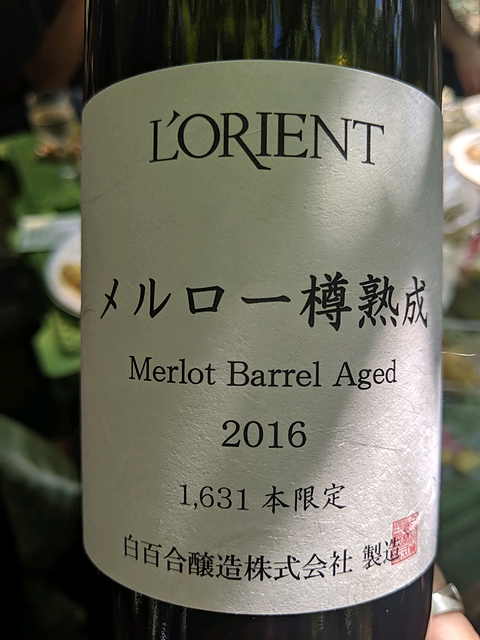 L'ORIENT
メルロー樽熟成
Merlot Barrel Aged
2016
1,631 本限定
白百合醸造株式会社 製造